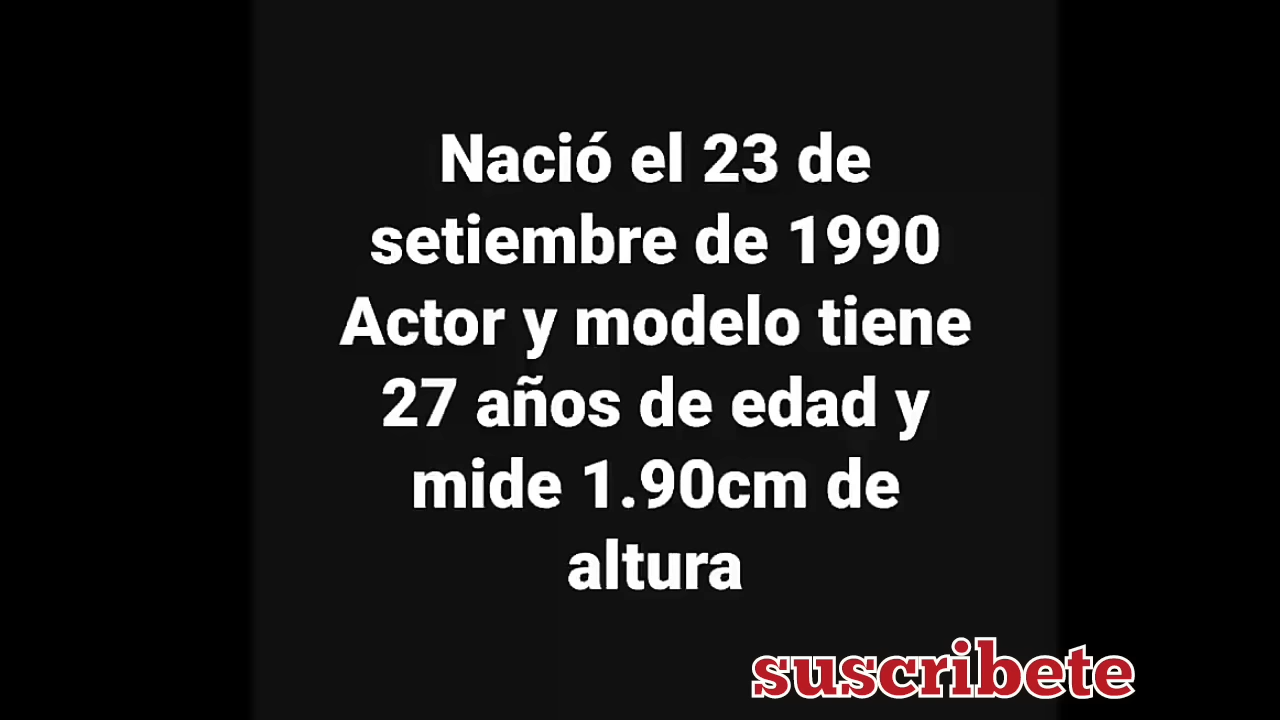 Nació el 23 de
setiembre de 1990
Actor y modelo tiene
27 años de edad y
mide 1.90cm de
altura
suscribete